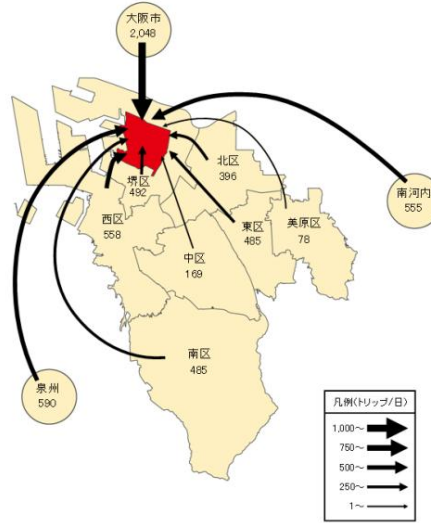 大阪市
2,048
北区
396
堺区
492
南河内
555
西区
558
東区
485
美原区
78
中区
169
南区
485
泉州
590
凡例(トリップ/日)
1,000～
750～
500～
250～
1～